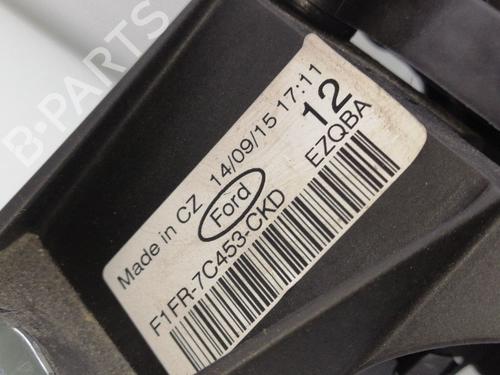 B-PARTS
Made in CZ 14/09/15 17:11
Ford
12
EZQBA
F1FR-7C453-CKD